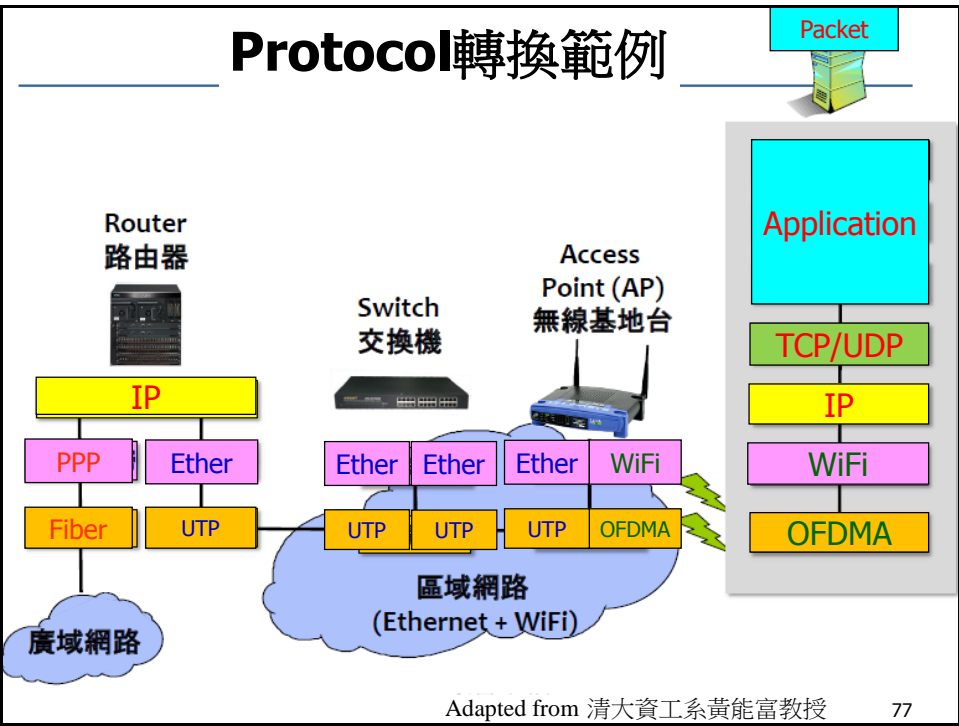 Protocol轉換範例
Packet
Router
路由器
Switch
交換機
Access
Point (AP)
無線基地台
Application
TCP/UDP
IP
WiFi
OFDMA
IP
PPP
Ether
Ether
Ether
Ether
WiFi
Fiber
UTP
UTP
UTP
UTP
OFDMA
區域網路
(Ethernet + WiFi)
廣域網路
Adapted from 清大資工系黃能富教授
77